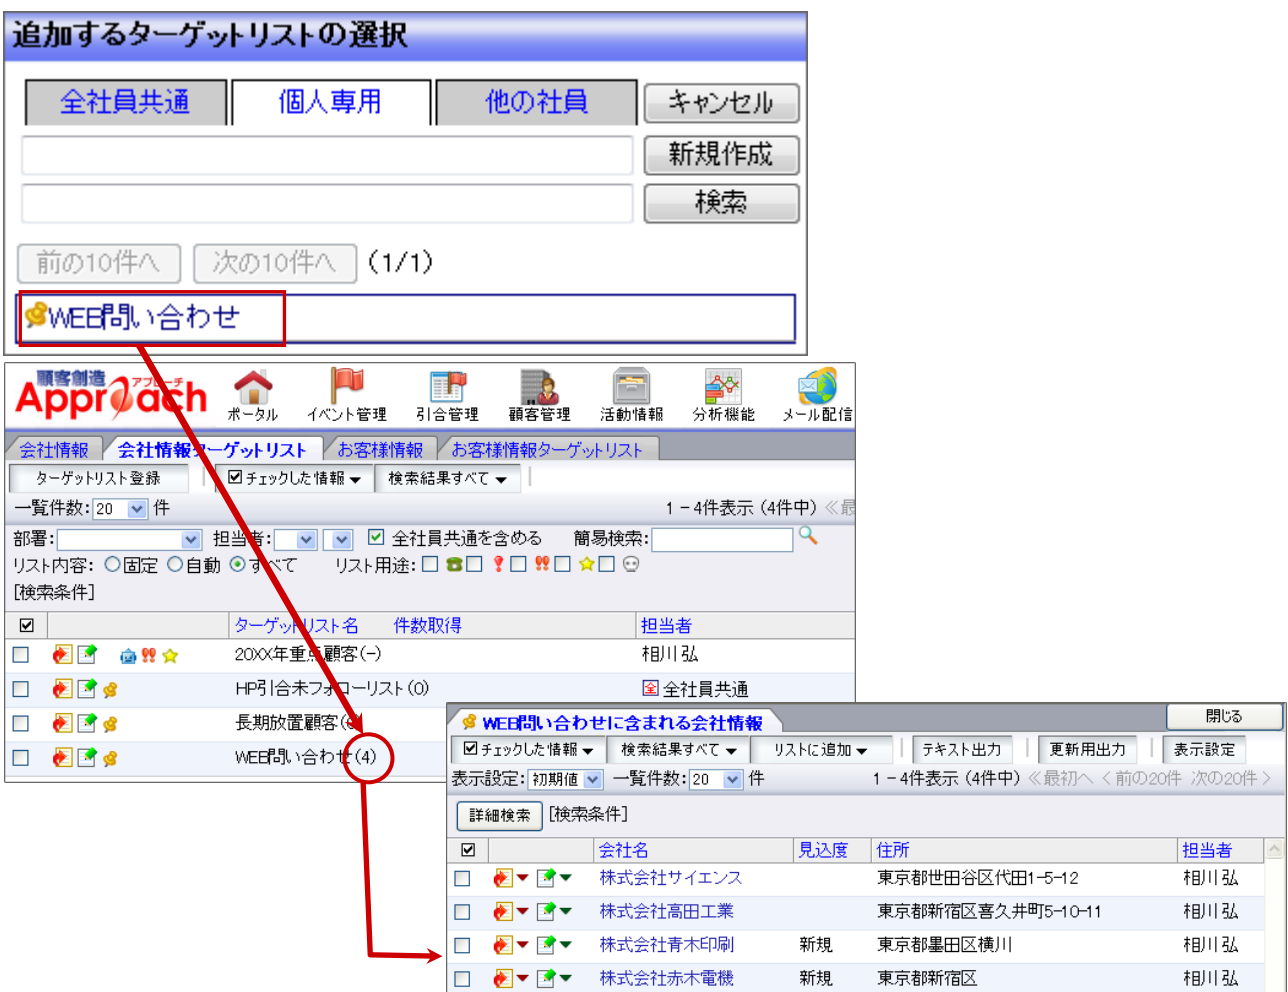 追加するターゲットリストの選択
全社員共通 個人専用 他の社員 キャンセル
新規作成
検索
前の10件へ 次の10件へ (1/1)
WEB問い合わせ
顧客創造 アプローチ
Approach
ポータル イベント管理 引合管理 顧客管理 活動情報 分析機能 メール配信
会社情報 会社情報ターゲットリスト お客様情報 お客様情報ターゲットリスト
ターゲットリスト登録 チェックした情報▼ 検索結果すべて▼
一覧件数: 20 件 1 - 4件表示 (4件中) ≪最
部署: 担当者: 全社員共通を含める 簡易検索:
リスト内容: 固定 自動 すべて リスト用途:
[検索条件]
ターゲットリスト名 件数取得 担当者
20XX年重点顧客(-) 相川 弘
HP引合未フォローリスト(0) 全 全社員共通
長期放置顧客
WEB問い合わせ(4)
WEB問い合わせに含まれる会社情報 閉じる
チェックした情報▼ 検索結果すべて▼ リストに追加▼ テキスト出力 更新用出力 表示設定
表示設定: 初期値 一覧件数: 20 件 1 - 4件表示 (4件中) ≪最初へ < 前の20件 次の20件 >
詳細検索 [検索条件]
会社名 見込度 住所 担当者
株式会社サイエンス 東京都世田谷区代田1-5-12 相川 弘
株式会社高田工業 東京都新宿区喜久井町5-10-11 相川 弘
株式会社青木印刷 新規 東京都墨田区横川 相川 弘
株式会社赤木電機 新規 東京都新宿区 相川 弘